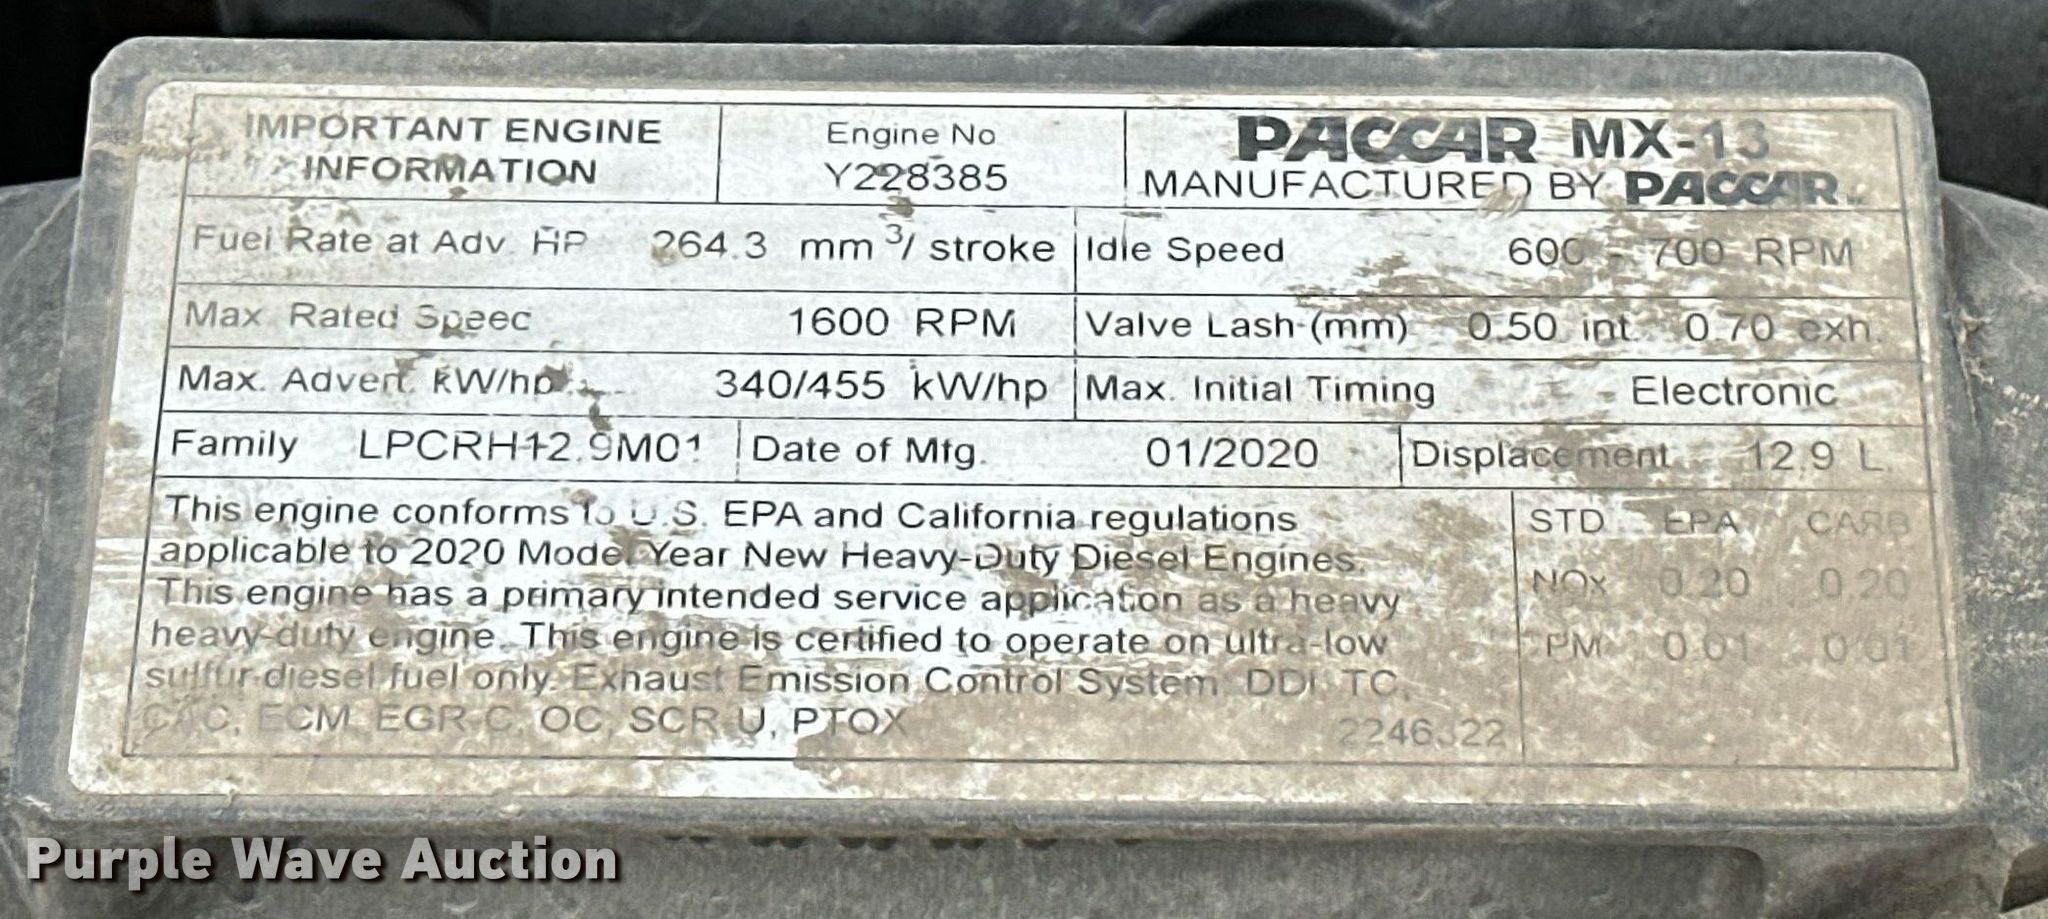 IMPORTANT ENGINE
INFORMATION
Engine No
Y228385
PACCAR MX-13
MANUFACTURED BY PACCAR
Fuel Rate at Adv. HP 264.3 mm3/ stroke
Idle Speed 600 - 700 RPM
Max. Rated Speed 1600 RPM
Valve Lash (mm) 0.50 int. 0.70 exh.
Max. Advert. kW/hp 340/455 kW/hp
Max. Initial Timing Electronic
Family LPCRH12.9M01
Date of Mfg. 01/2020
Displacement 12.9 L
This engine conforms to U.S. EPA and California regulations
applicable to 2020 Model Year New Heavy-Duty Diesel Engines.
This engine has a primary intended service application as a heavy
heavy-duty engine. This engine is certified to operate on ultra-low
sulfur diesel fuel only. Exhaust Emission Control System: DDI, TC,
CAC, ECM, EGR-C, OC, SCR-U, PTOX
STD EPA CARB
NOx 0.20 0.20
PM 0.01 0.01
Purple Wave Auction